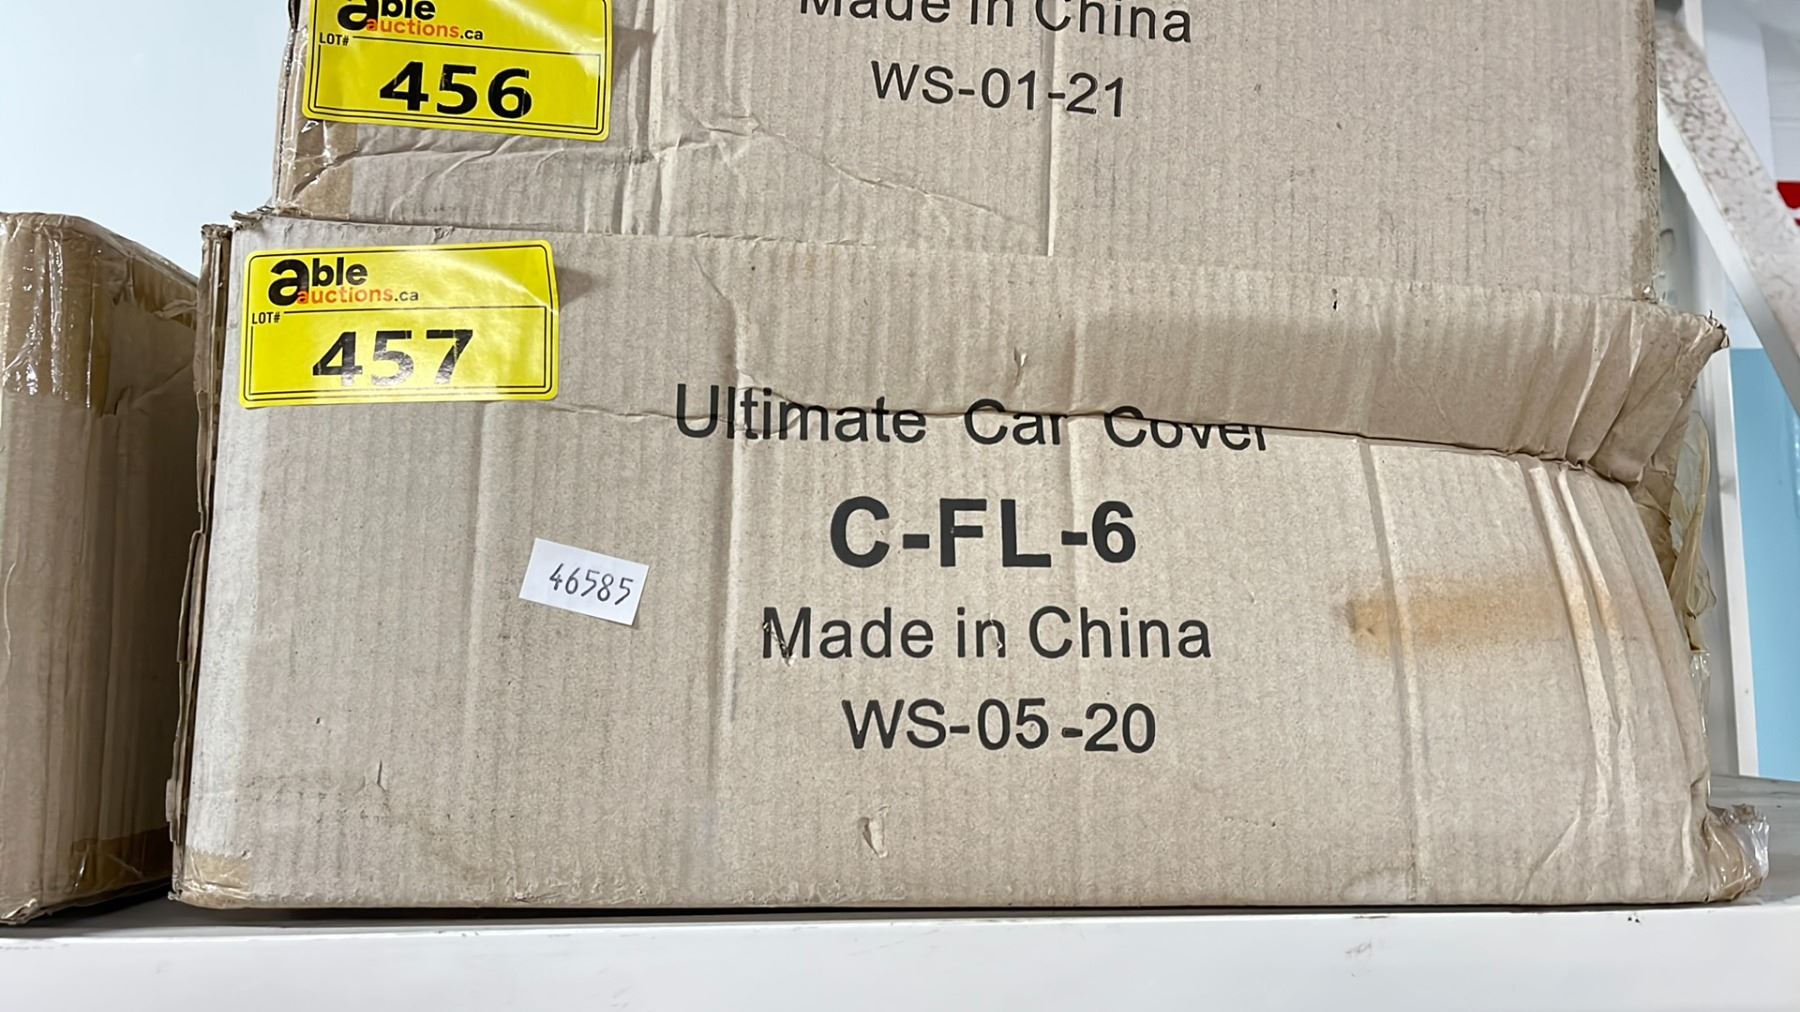 able
auctions.ca
LOT#
456
Made in China
WS-01-21
able
auctions.ca
LOT#
457
Ultimate Car Cover
C-FL-6
46585
Made in China
WS-05-20